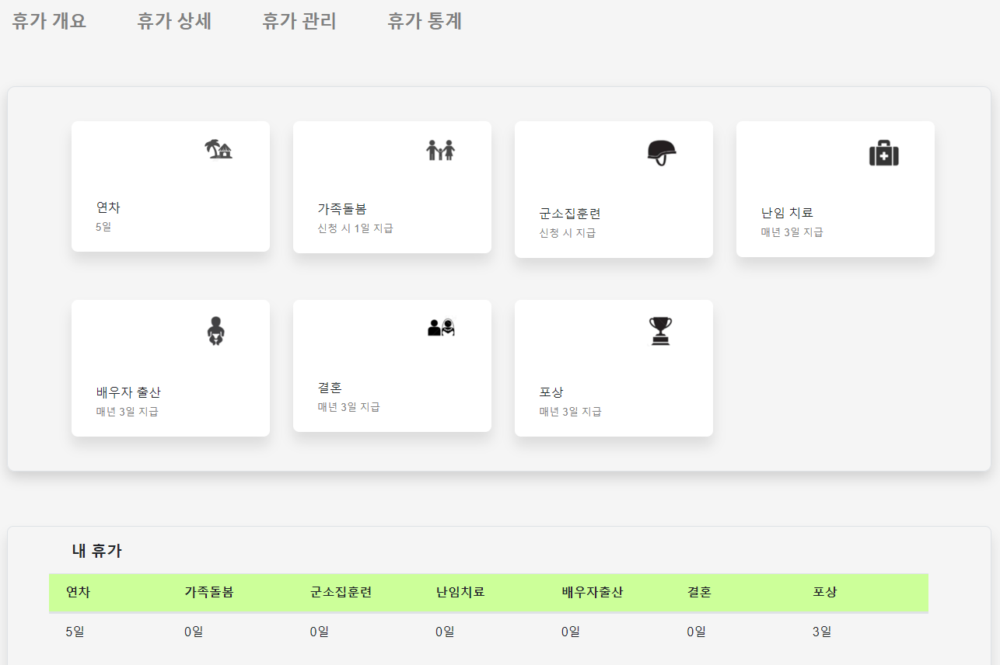 휴가 개요 휴가 상세 휴가 관리 휴가 통계
연차
5일
가족돌봄
신청 시 1일 지급
군소집훈련
신청 시 지급
난임 치료
매년 3일 지급
배우자 출산
매년 3일 지급
결혼
매년 3일 지급
포상
매년 3일 지급
내 휴가
연차 가족돌봄 군소집훈련 난임치료 배우자출산 결혼 포상
5일 0일 0일 0일 0일 0일 3일